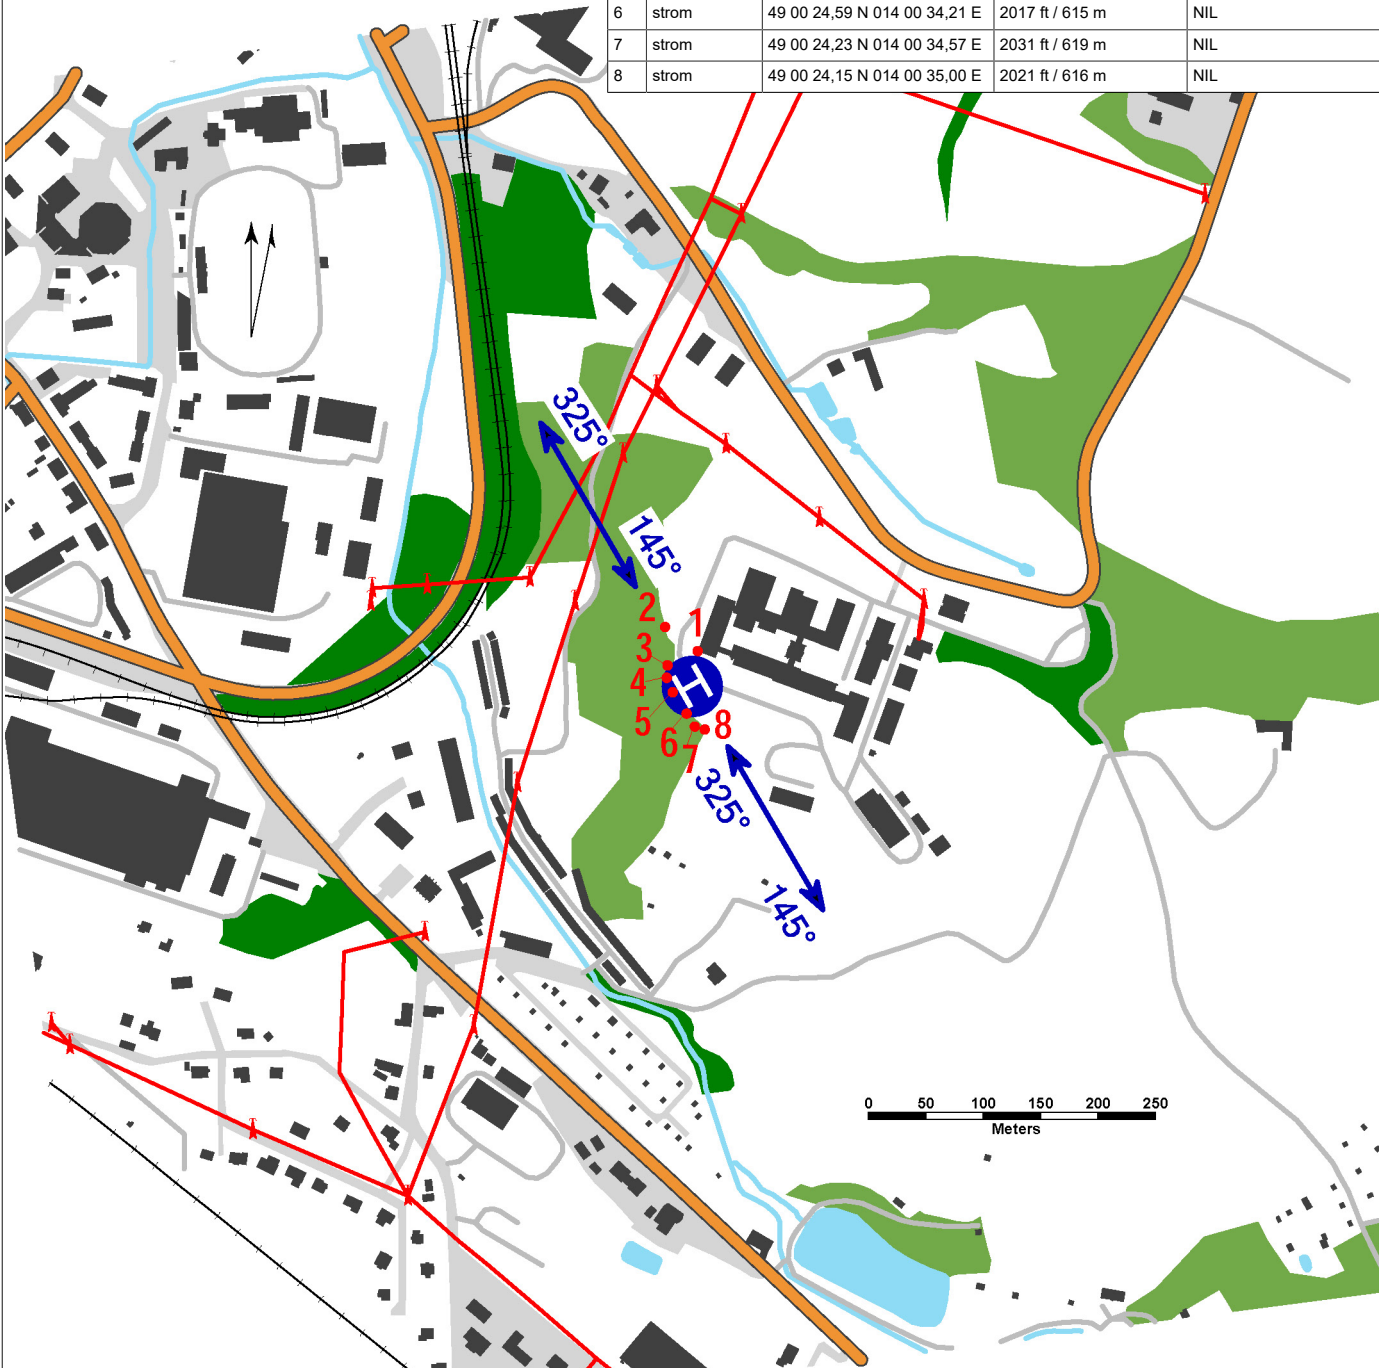 6 strom 49 00 24,59 N 014 00 34,21 E 2017 ft / 615 m NIL
7 strom 49 00 24,23 N 014 00 34,57 E 2031 ft / 619 m NIL
8 strom 49 00 24,15 N 014 00 35,00 E 2021 ft / 616 m NIL
325°
145°
2
1
3
4
H
5
6
7
8
325°
145°
0 50 100 150 200 250
Meters